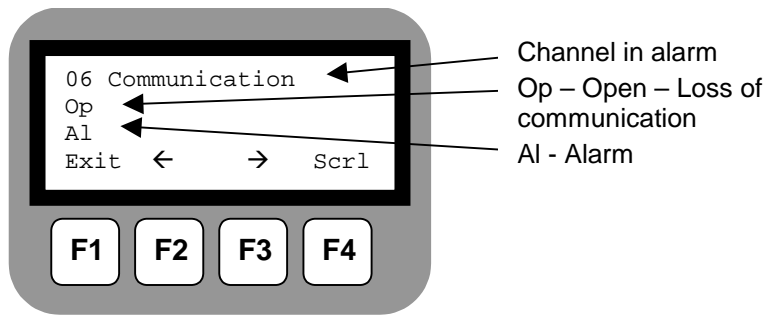 06 Communication
Op
Al
Exit ← → Scrl
F1 F2 F3 F4
Channel in alarm
Op – Open – Loss of
communication
Al - Alarm